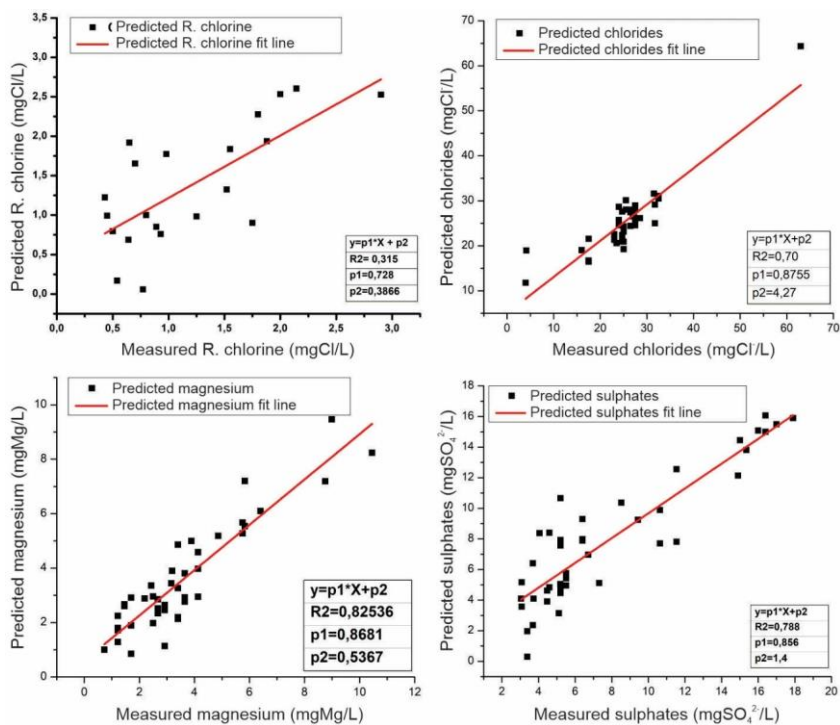 3,5
3,0
2,5
2,0
1,5
1,0
0,5
0,0
Predicted R. chlorine (mgCl/L)
( Predicted R. chlorine
Predicted R. chlorine fit line
y=p1*X + p2
R2= 0,315
p1=0,728
p2=0,3866
0,0 0,5 1,0 1,5 2,0 2,5 3,0
Measured R. chlorine (mgCl/L)
70
60
50
40
30
20
10
Predicted chlorides (mgCl⁻/L)
Predicted chlorides
Predicted chlorides fit line
y=p1*X+p2
R2=0,70
p1=0,8755
p2=4,27
0 10 20 30 40 50 60 70
Measured chlorides (mgCl⁻/L)
10
8
6
4
2
0
Predicted magnesium (mgMg/L)
Predicted magnesium
Predicted magnesium fit line
y=p1*X+p2
R2=0,82536
p1=0,8681
p2=0,5367
0 2 4 6 8 10 12
Measured magnesium (mgMg/L)
18
16
14
12
10
8
6
4
2
0
Predicted sulphates (mgSO₄²⁻/L)
Predicted sulphates
Predicted sulphates fit line
y=p1*X+p2
R2=0,788
p1=0,856
p2=1,4
2 4 6 8 10 12 14 16 18 20
Measured sulphates (mgSO₄²⁻/L)